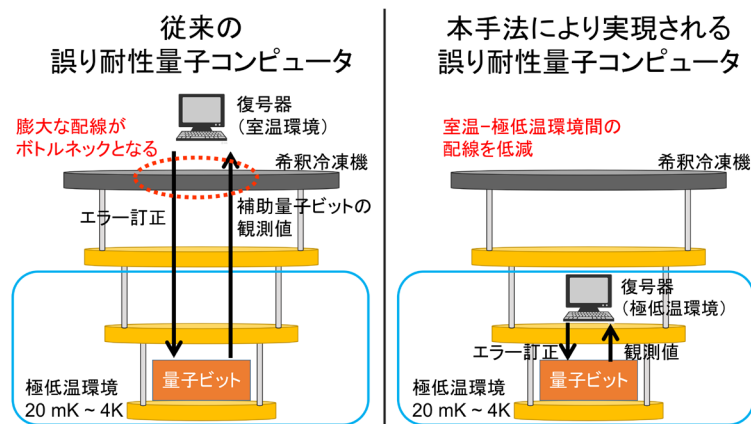 従来の
誤り耐性量子コンピュータ
復号器
(室温環境)
膨大な配線が
ボトルネックとなる
希釈冷凍機
エラー訂正
補助量子ビットの
観測値
量子ビット
極低温環境
20 mK ~ 4K
本手法により実現される
誤り耐性量子コンピュータ
室温−極低温環境間の
配線を低減
希釈冷凍機
復号器
(極低温環境)
エラー訂正
観測値
量子ビット
極低温環境
20 mK ~ 4K